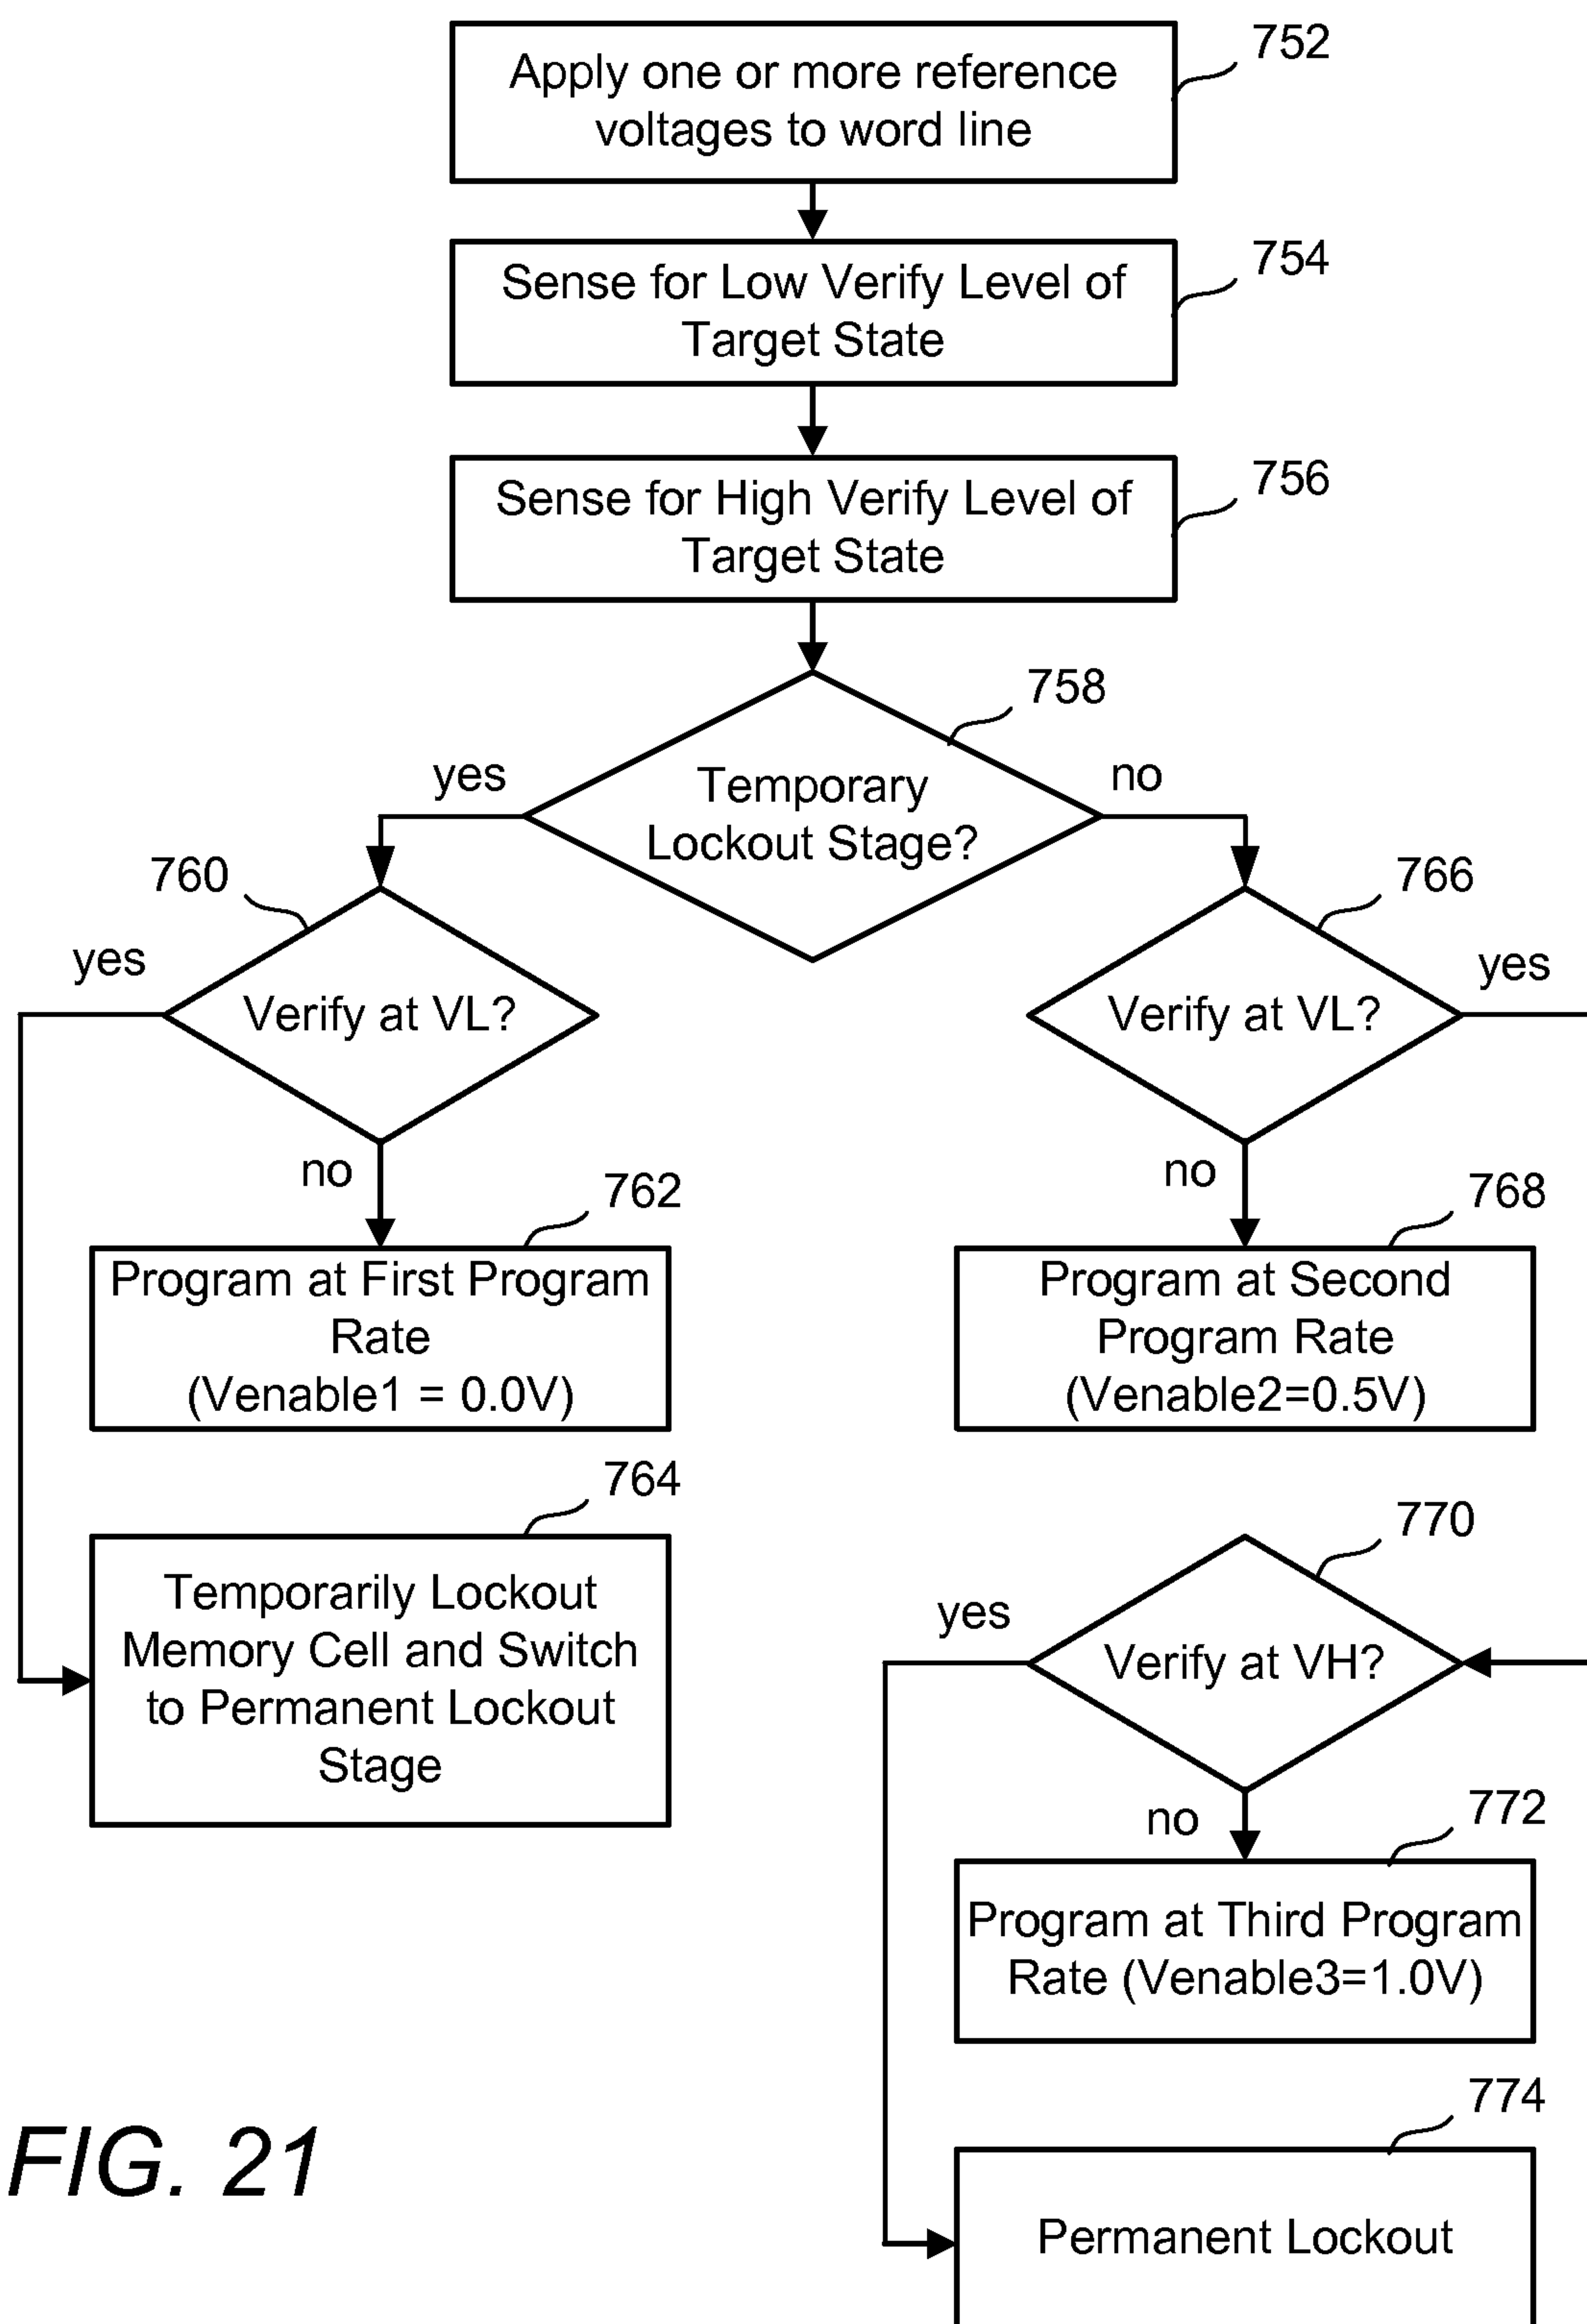 752
Apply one or more reference
voltages to word line
754
Sense for Low Verify Level of
Target State
756
Sense for High Verify Level of
Target State
758
yes
Temporary
Lockout Stage?
no
760
766
yes
Verify at VL?
Verify at VL?
yes
no
762
no
768
Program at First Program
Rate
(Venable1 = 0.0V)
Program at Second
Program Rate
(Venable2=0.5V)
764
Temporarily Lockout
Memory Cell and Switch
to Permanent Lockout
Stage
770
yes
Verify at VH?
no
772
Program at Third Program
Rate (Venable3=1.0V)
774
Permanent Lockout
FIG. 21